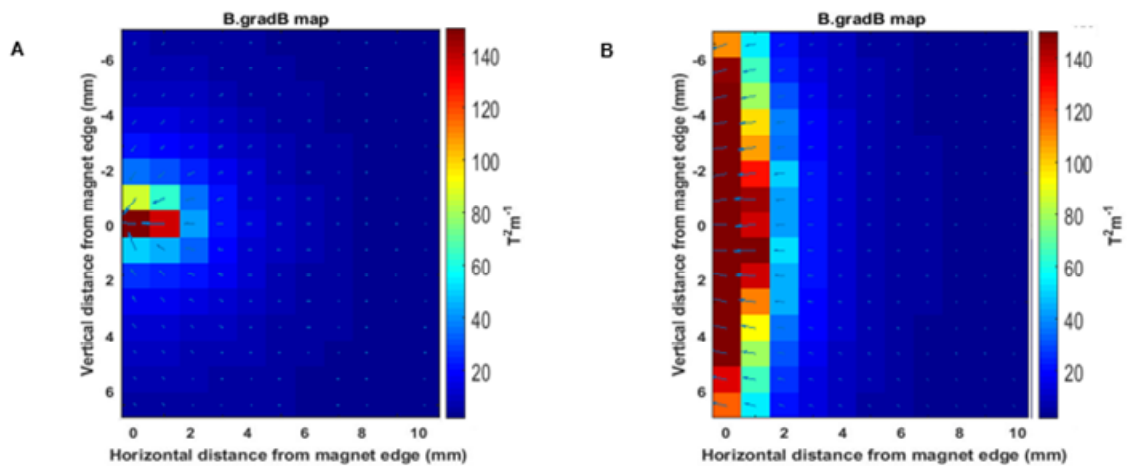 A
B.gradB map
Vertical distance from magnet edge (mm)
-6
-4
-2
0
2
4
6
0 2 4 6 8 10
Horizontal distance from magnet edge (mm)
140
120
100
80
60
40
20
T²m⁻¹
B
B.gradB map
Vertical distance from magnet edge (mm)
-6
-4
-2
0
2
4
6
0 2 4 6 8 10
Horizontal distance from magnet edge (mm)
140
120
100
80
60
40
20
T²m⁻¹